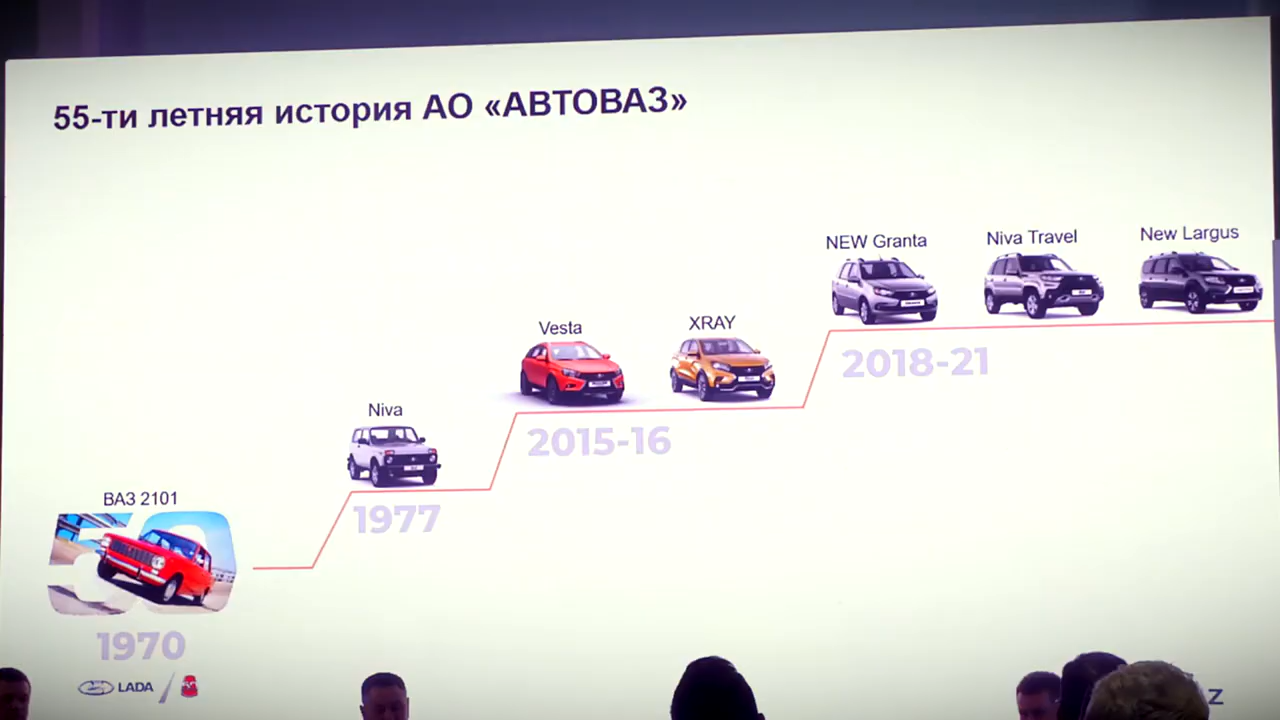 55-ти летняя история АО «АВТОВАЗ»
NEW Granta
Niva Travel
New Largus
Vesta
XRAY
2018-21
Niva
2015-16
ВАЗ 2101
1977
50
1970
LADA
Z